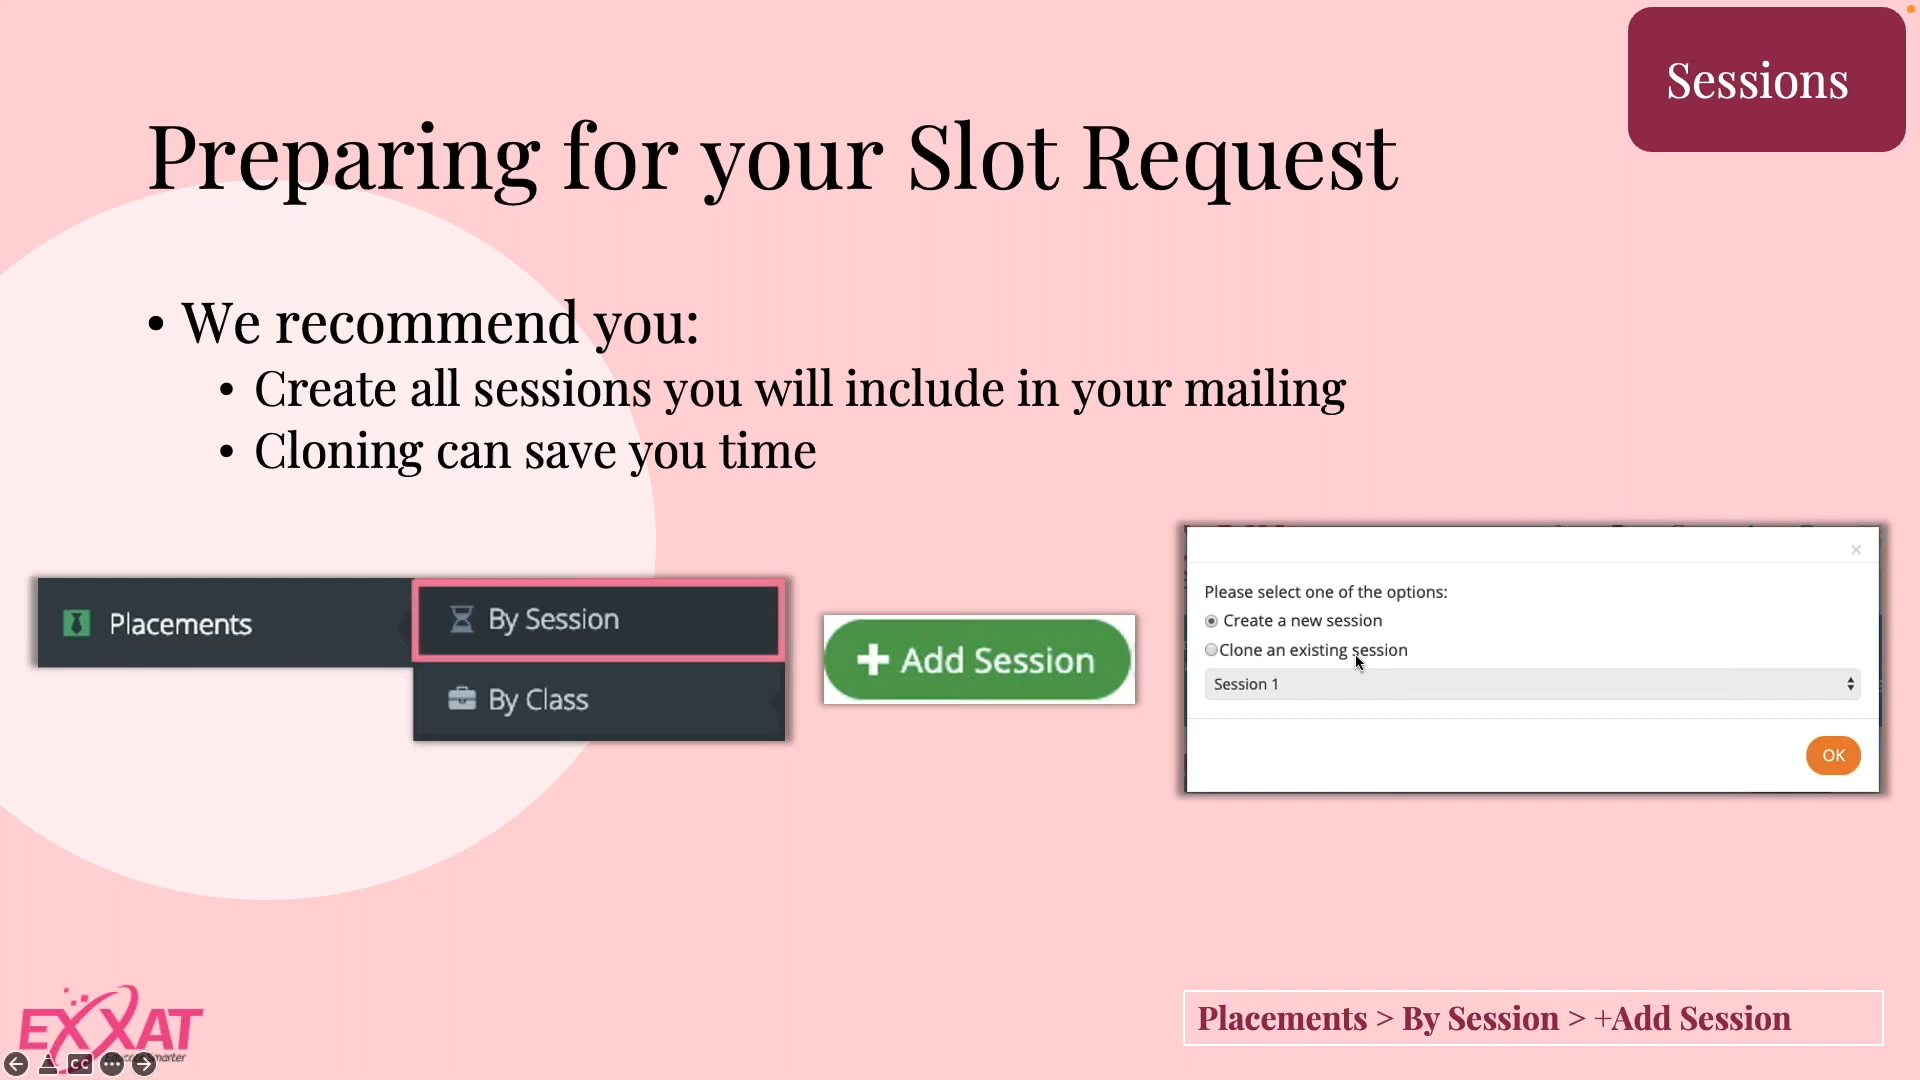 Sessions
Preparing for your Slot Request
• We recommend you:
• Create all sessions you will include in your mailing
• Cloning can save you time
Placements
By Session
By Class
+ Add Session
×
Please select one of the options:
Create a new session
Clone an existing session
Session 1
OK
EXXAT
CC
Placements > By Session > +Add Session